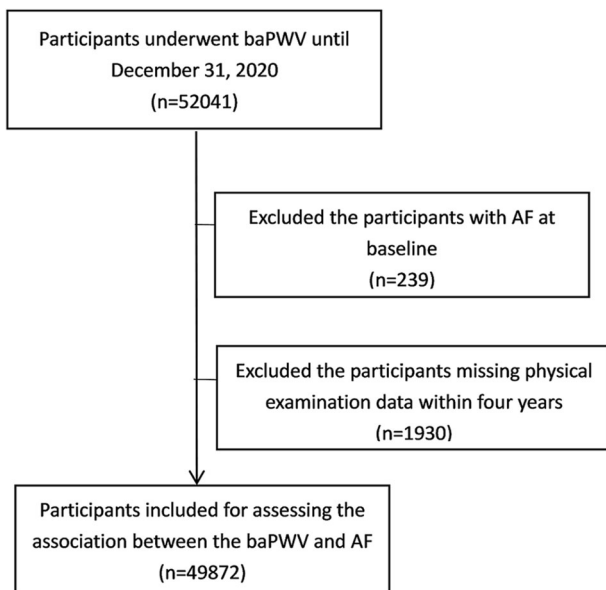 Participants underwent baPWV until
December 31, 2020
(n=52041)
Excluded the participants with AF at
baseline
(n=239)
Excluded the participants missing physical
examination data within four years
(n=1930)
Participants included for assessing the
association between the baPWV and AF
(n=49872)